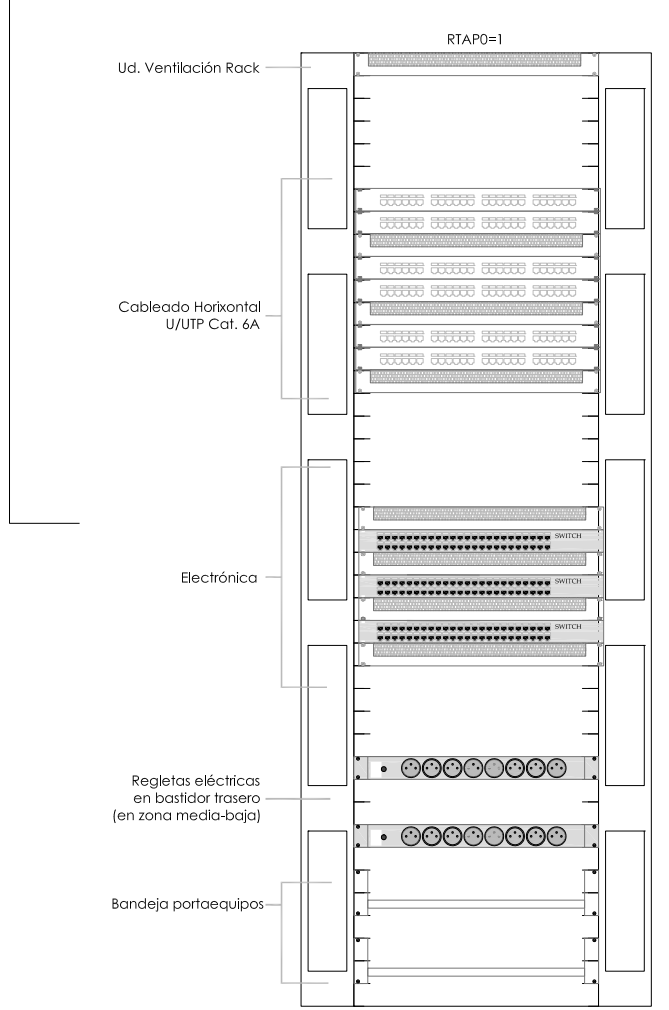 RTAP0=1
Ud. Ventilación Rack
Cableado Horixontal
U/UTP Cat. 6A
SWITCH
Electrónica
SWITCH
SWITCH
Regletas eléctricas
en bastidor trasero
(en zona media-baja)
Bandeja portaequipos